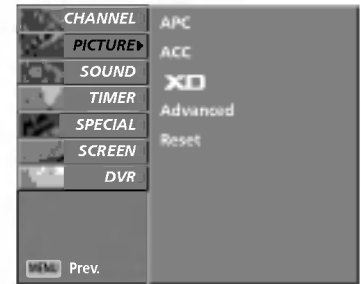 CHANNEL
PICTURE
SOUND
TIMER
SPECIAL
SCREEN
DVR
APC
ACC
XD
Advanced
Reset
MENU Prev.